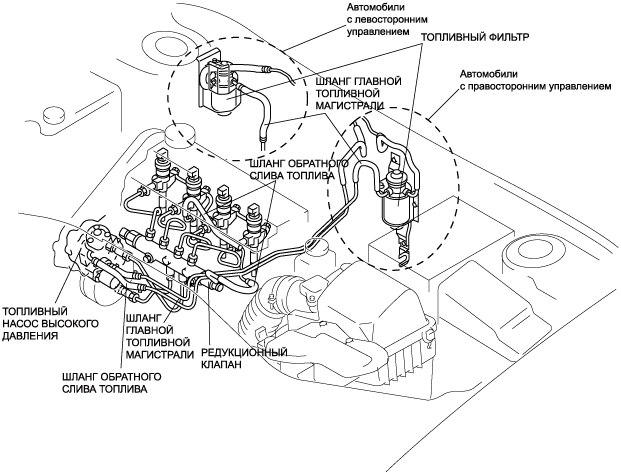 Автомобили
с левосторонним
управлением
ТОПЛИВНЫЙ ФИЛЬТР
Автомобили
с правосторонним управлением
ШЛАНГ ГЛАВНОЙ
ТОПЛИВНОЙ
МАГИСТРАЛИ
ШЛАНГ ОБРАТНОГО
СЛИВА ТОПЛИВА
ТОПЛИВНЫЙ
НАСОС ВЫСОКОГО
ДАВЛЕНИЯ
ШЛАНГ
ГЛАВНОЙ
ТОПЛИВНОЙ
МАГИСТРАЛИ
РЕДУКЦИОННЫЙ
КЛАПАН
ШЛАНГ ОБРАТНОГО
СЛИВА ТОПЛИВА